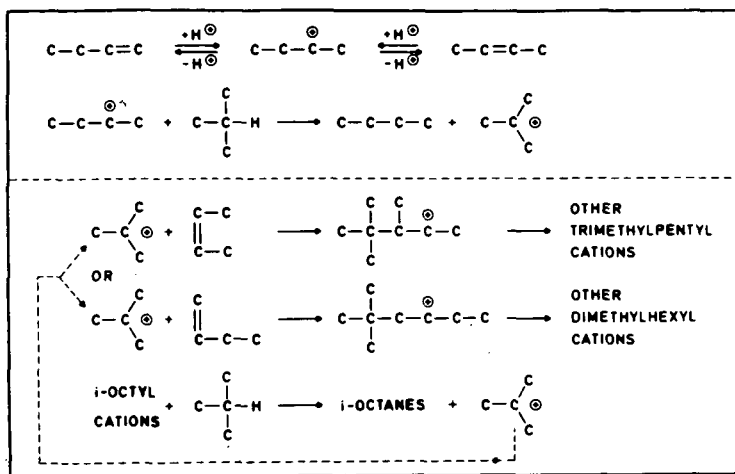 +H⊕ +H⊕
C-C-C=C ⇌ C-C-C-C ⇌ C-C=C-C
⊕
-H⊕ -H⊕
⊕ C C
C-C-C-C + C-C-H → C-C-C-C + C-C⊕
C C
C C C C C OTHER
C-C⊕ + C → C-C-C-C-C ⊕ → TRIMETHYLPENTYL
C C-C C CATIONS
OR
C C C OTHER
C-C⊕ + C-C-C → C-C-C-C-C-C ⊕ → DIMETHYLHEXYL
C C CATIONS
i-OCTYL C C
CATIONS + C-C-H → i-OCTANES + C-C⊕
C C